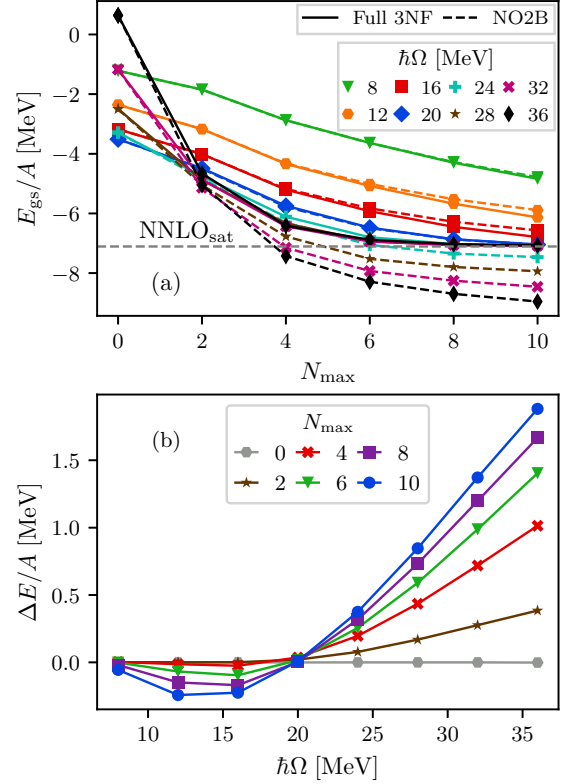 Full 3NF NO2B
ħΩ [MeV]
8 16 24 32
12 20 28 36
0
−2
−4
−6
−8
E_gs/A [MeV]
NNLO_sat
(a)
0 2 4 6 8 10
N_max
(b)
N_max
0 4 8
2 6 10
1.5
1.0
0.5
0.0
ΔE/A [MeV]
10 15 20 25 30 35
ħΩ [MeV]